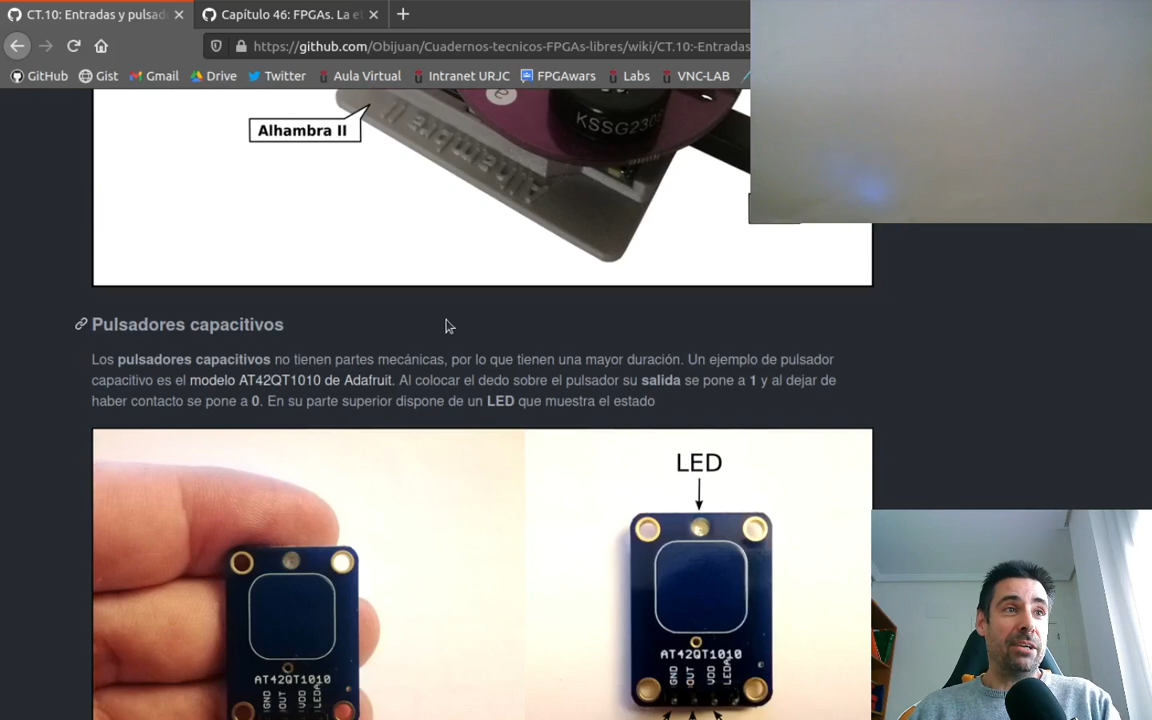 CT.10: Entradas y pulsad
Capítulo 46: FPGAs. La e
https://github.com/Obijuan/Cuadernos-tecnicos-FPGAs-libres/wiki/CT.10:-Entradas
GitHub Gist Gmail Drive Twitter Aula Virtual Intranet URJC FPGAwars Labs VNC-LAB
KSSG230
Alhambra II
Alhambra II
Pulsadores capacitivos
Los pulsadores capacitivos no tienen partes mecánicas, por lo que tienen una mayor duración. Un ejemplo de pulsador
capacitivo es el modelo AT42QT1010 de Adafruit. Al colocar el dedo sobre el pulsador su salida se pone a 1 y al dejar de
haber contacto se pone a 0. En su parte superior dispone de un LED que muestra el estado
LED
AT42QT1010
GND
OUT
VDD
LEDA
AT42QT1010
GND
OUT
VDD
LEDA